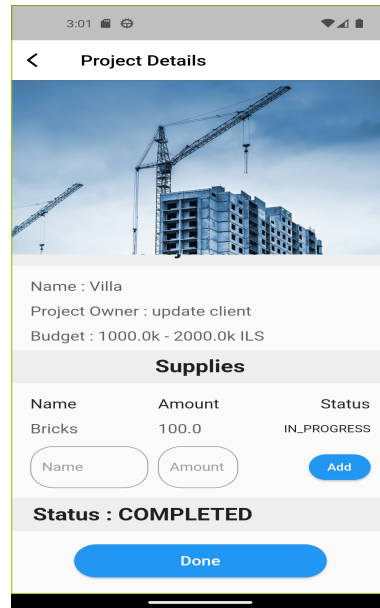 3:01
Project Details
Name : Villa
Project Owner : update client
Budget : 1000.0k - 2000.0k ILS
Supplies
Name Amount Status
Bricks 100.0 IN_PROGRESS
Name Amount Add
Status : COMPLETED
Done